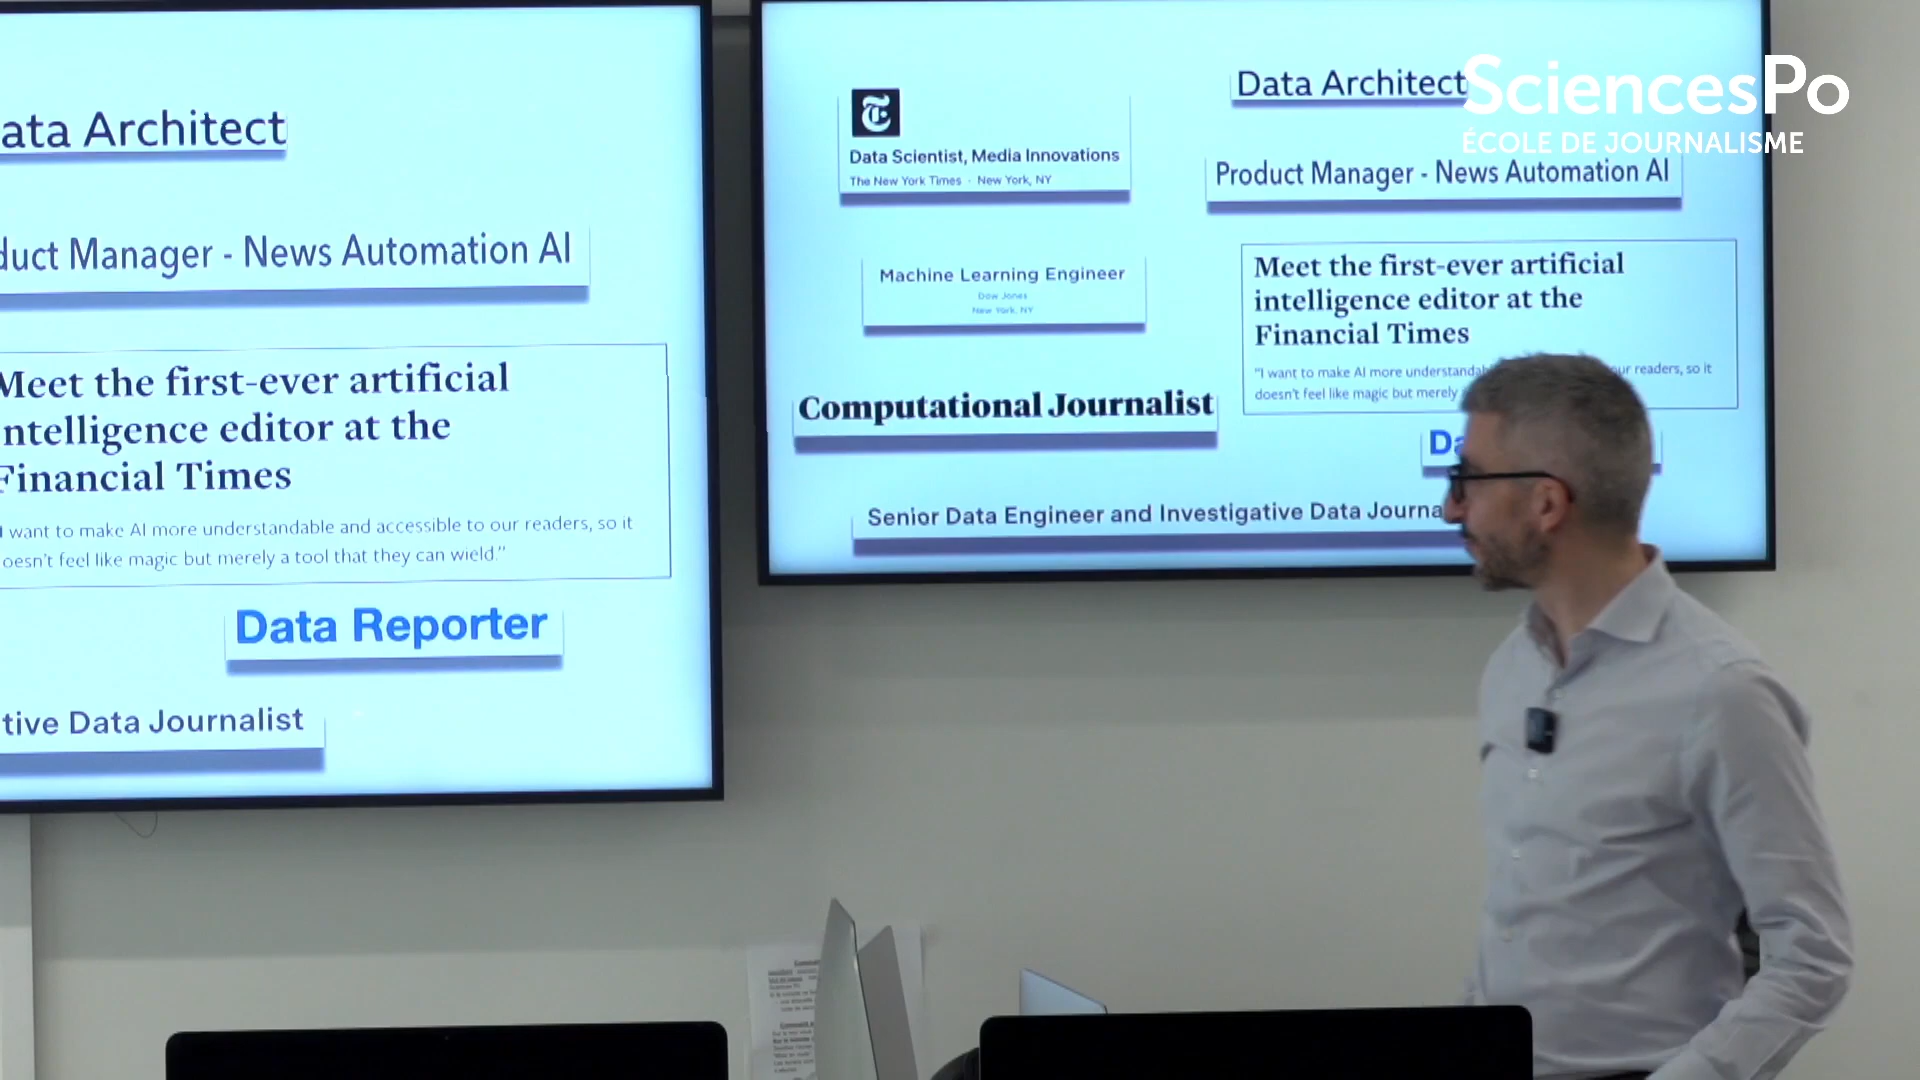 ata Architect
duct Manager - News Automation AI
Meet the first-ever artificial
ntelligence editor at the
Financial Times
I want to make AI more understandable and accessible to our readers, so it
oesn't feel like magic but merely a tool that they can wield."
Data Reporter
tive Data Journalist
Data Scientist, Media Innovations
The New York Times · New York, NY
Machine Learning Engineer
Dow Jones
New York, NY
Computational Journalist
Senior Data Engineer and Investigative Data Journa
Data Architect
Product Manager - News Automation AI
Meet the first-ever artificial
intelligence editor at the
Financial Times
"I want to make AI more understandab our readers, so it
doesn't feel like magic but merely
Da
SciencesPo
ÉCOLE DE JOURNALISME